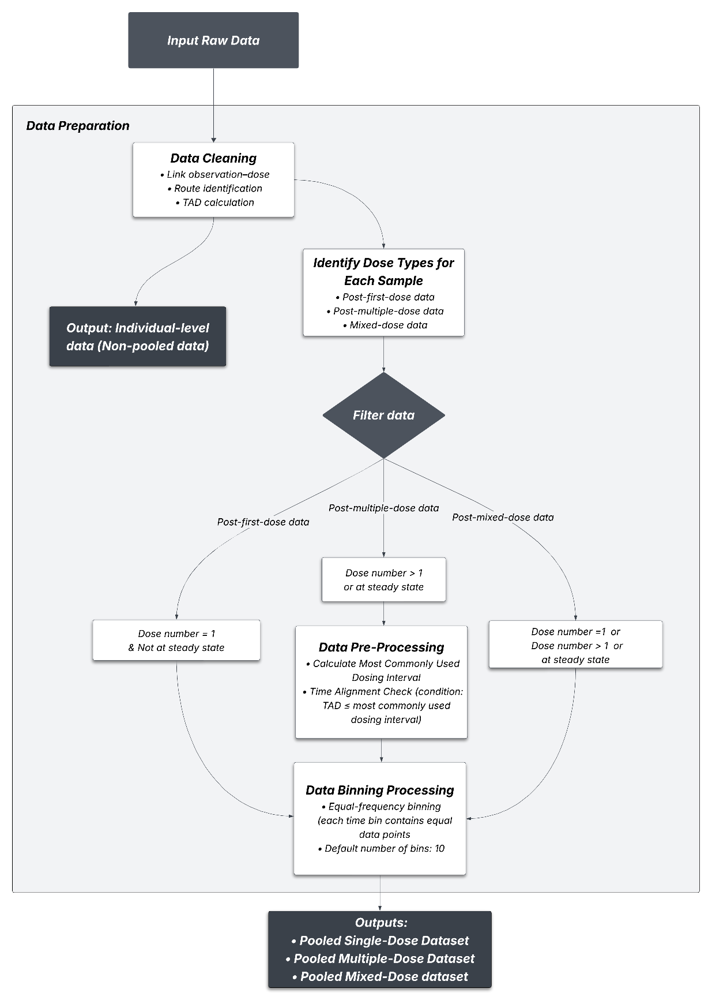 Input Raw Data
Data Preparation
Data Cleaning
• Link observation–dose
• Route identification
• TAD calculation
Identify Dose Types for
Each Sample
• Post-first-dose data
• Post-multiple-dose data
• Mixed-dose data
Output: Individual-level
data (Non-pooled data)
Filter data
Post-first-dose data
Post-multiple-dose data
Post-mixed-dose data
Dose number > 1
or at steady state
Dose number = 1
& Not at steady state
Dose number =1 or
Dose number > 1 or
at steady state
Data Pre-Processing
• Calculate Most Commonly Used
Dosing Interval
• Time Alignment Check (condition:
TAD ≤ most commonly used
dosing interval)
Data Binning Processing
• Equal-frequency binning
(each time bin contains equal
data points
• Default number of bins: 10
Outputs:
• Pooled Single-Dose Dataset
• Pooled Multiple-Dose Dataset
• Pooled Mixed-Dose dataset